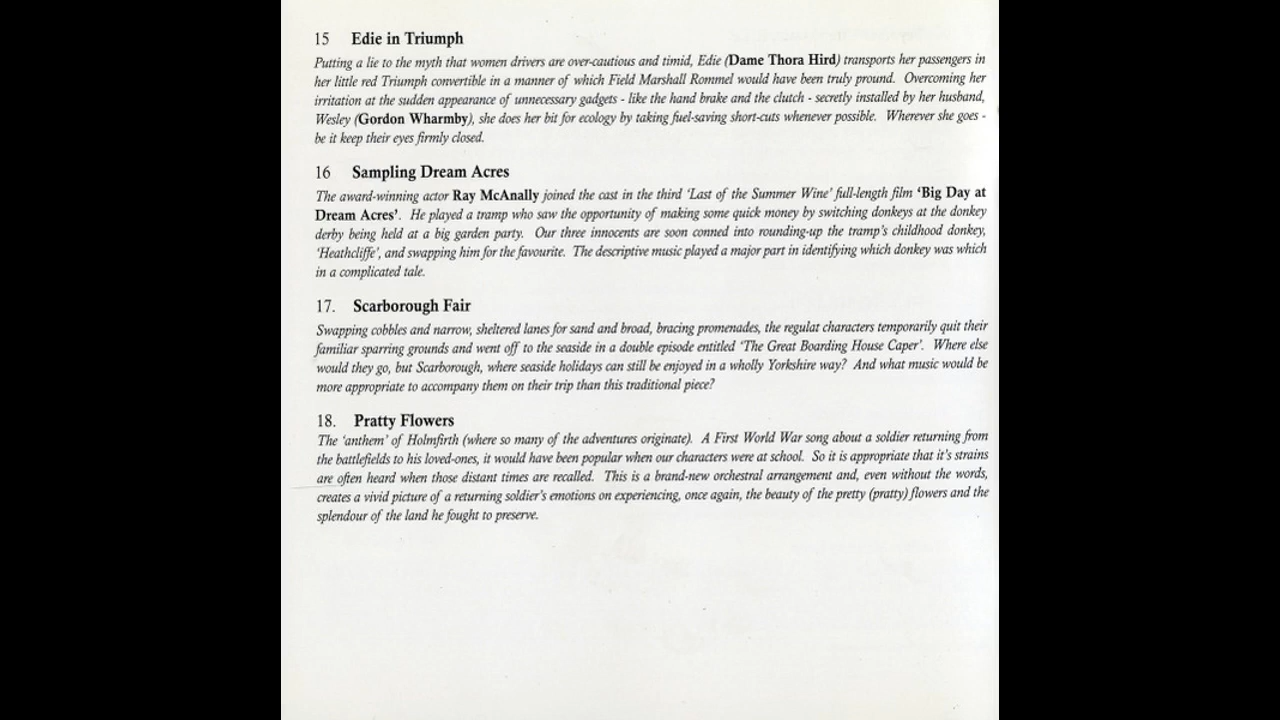 15 Edie in Triumph
Putting a lie to the myth that women drivers are over-cautious and timid, Edie (Dame Thora Hird) transports her passengers in
her little red Triumph convertible in a manner of which Field Marshall Rommel would have been truly pround. Overcoming her
irritation at the sudden appearance of unnecessary gadgets - like the hand brake and the clutch - secretly installed by her husband,
Wesley (Gordon Wharmby), she does her bit for ecology by taking fuel-saving short-cuts whenever possible. Wherever she goes -
be it keep their eyes firmly closed.
16 Sampling Dream Acres
The award-winning actor Ray McAnally joined the cast in the third 'Last of the Summer Wine' full-length film 'Big Day at
Dream Acres'. He played a tramp who saw the opportunity of making some quick money by switching donkeys at the donkey
derby being held at a big garden party. Our three innocents are soon conned into rounding-up the tramp's childhood donkey,
'Heathcliffe', and swapping him for the favourite. The descriptive music played a major part in identifying which donkey was which
in a complicated tale.
17. Scarborough Fair
Swapping cobbles and narrow, sheltered lanes for sand and broad, bracing promenades, the regulat characters temporarily quit their
familiar sparring grounds and went off to the seaside in a double episode entitled 'The Great Boarding House Caper'. Where else
would they go, but Scarborough, where seaside holidays can still be enjoyed in a wholly Yorkshire way? And what music would be
more appropriate to accompany them on their trip than this traditional piece?
18. Pratty Flowers
The 'anthem' of Holmfirth (where so many of the adventures originate). A First World War song about a soldier returning from
the battlefields to his loved-ones, it would have been popular when our characters were at school. So it is appropriate that it's strains
are often heard when those distant times are recalled. This is a brand-new orchestral arrangement and, even without the words,
creates a vivid picture of a returning soldier's emotions on experiencing, once again, the beauty of the pretty (pratty) flowers and the
splendour of the land he fought to preserve.